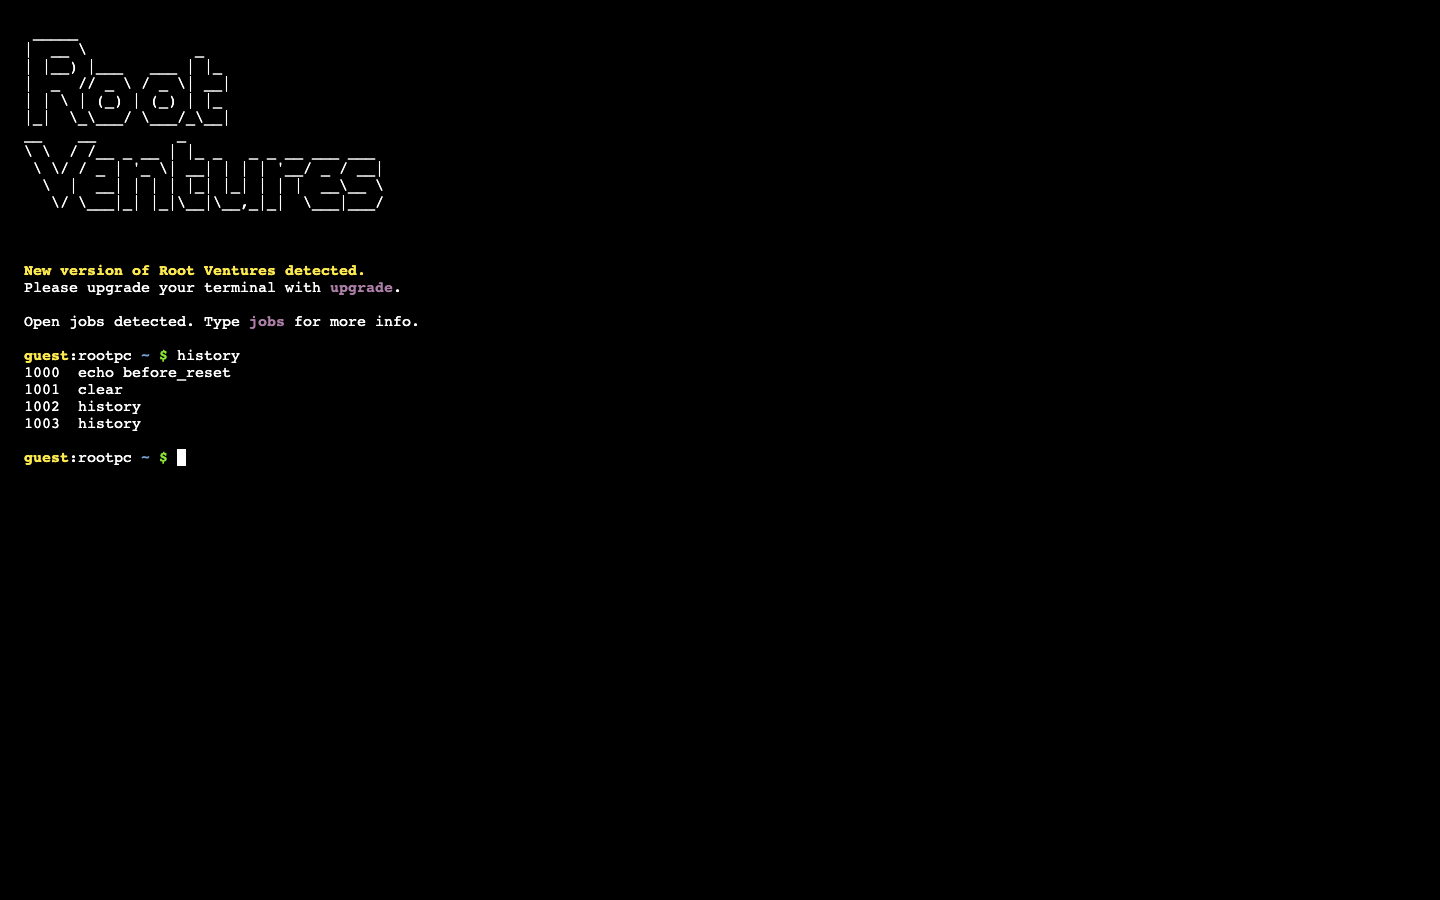 Root
Ventures
New version of Root Ventures detected.
Please upgrade your terminal with upgrade.
Open jobs detected. Type jobs for more info.
guest:rootpc ~ $ history
1000  echo before_reset
1001  clear
1002  history
1003  history
guest:rootpc ~ $